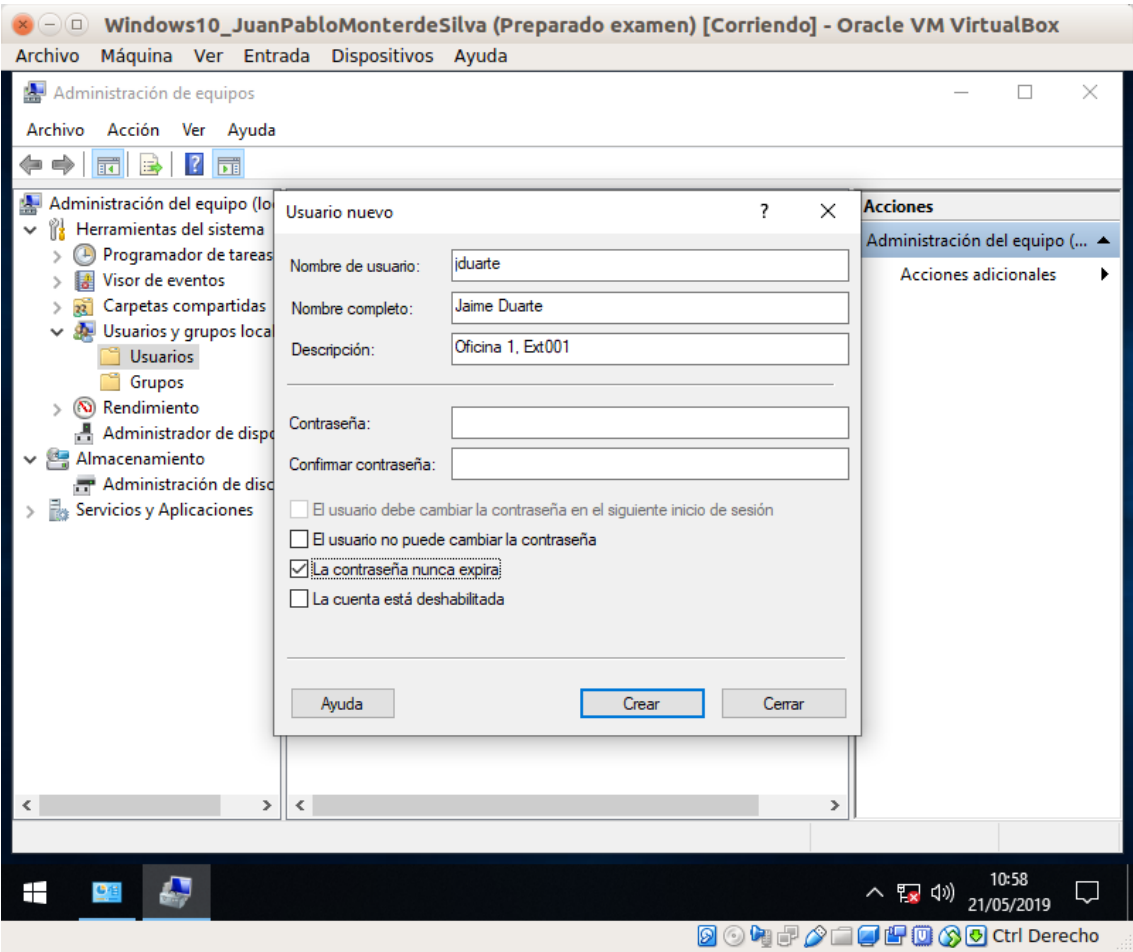 Windows10_JuanPabloMonterdeSilva (Preparado examen) [Corriendo] - Oracle VM VirtualBox
Archivo Máquina Ver Entrada Dispositivos Ayuda
Administración de equipos
Archivo Acción Ver Ayuda
Administración del equipo (lo
Herramientas del sistema
Programador de tareas
Visor de eventos
Carpetas compartidas
Usuarios y grupos local
Usuarios
Grupos
Rendimiento
Administrador de dispo
Almacenamiento
Administración de disc
Servicios y Aplicaciones
Usuario nuevo
?
Nombre de usuario: jduarte
Nombre completo: Jaime Duarte
Descripción: Oficina 1, Ext001
Contraseña:
Confirmar contraseña:
El usuario debe cambiar la contraseña en el siguiente inicio de sesión
El usuario no puede cambiar la contraseña
La contraseña nunca expira
La cuenta está deshabilitada
Ayuda Crear Cerrar
Acciones
Administración del equipo (...
Acciones adicionales
10:58
21/05/2019
Ctrl Derecho